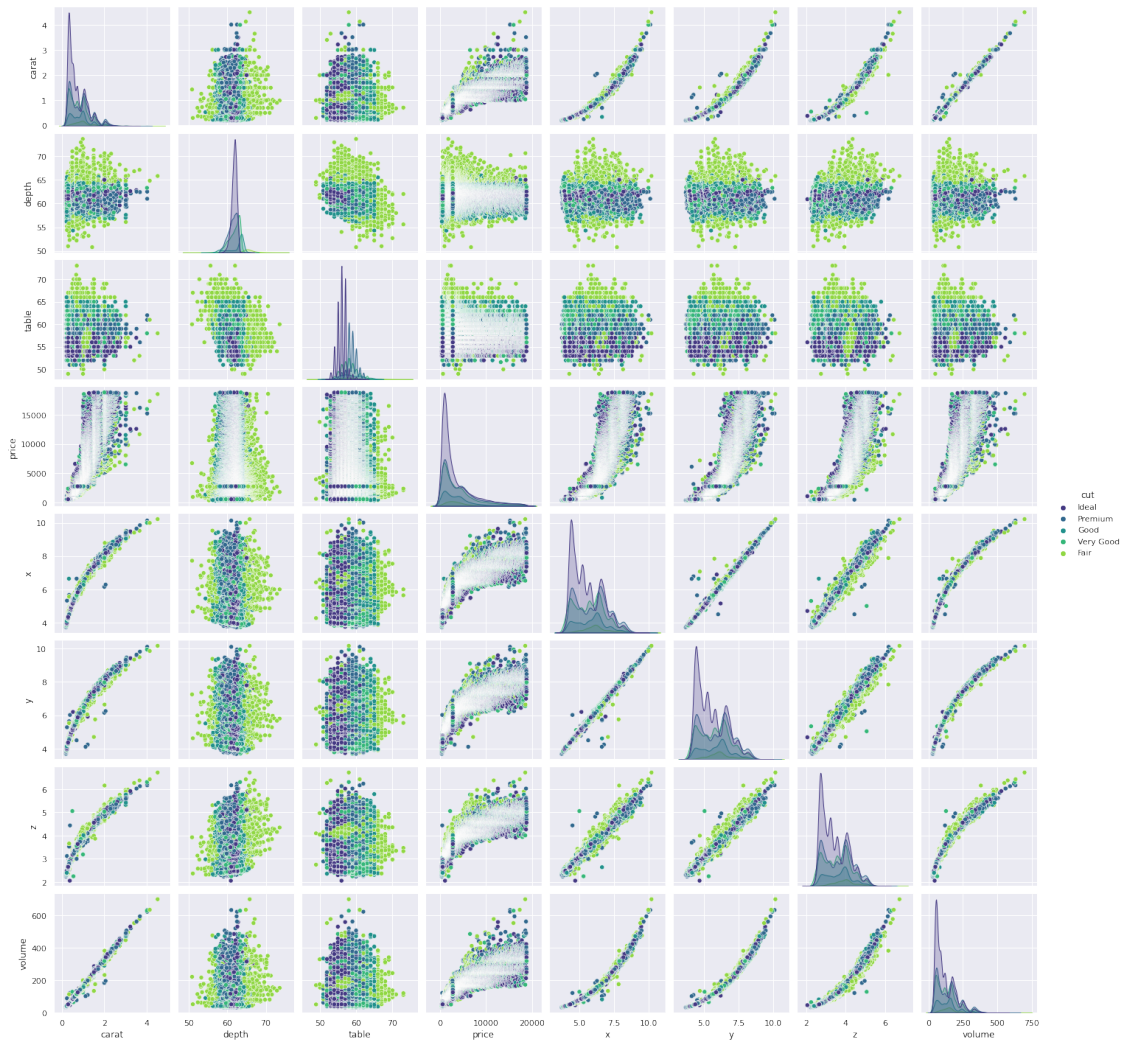 carat
4
3
2
1
0
depth
70
65
60
55
50
table
70
65
60
55
50
price
15000
10000
5000
0
x
10
8
6
4
y
10
8
6
4
z
6
5
4
3
2
volume
600
400
200
0
0 2 4
carat
50 60 70
depth
50 60 70
table
0 10000 20000
price
5.0 7.5 10.0
x
5.0 7.5 10.0
y
2 4 6
z
0 250 500 750
volume
cut
Ideal
Premium
Good
Very Good
Fair